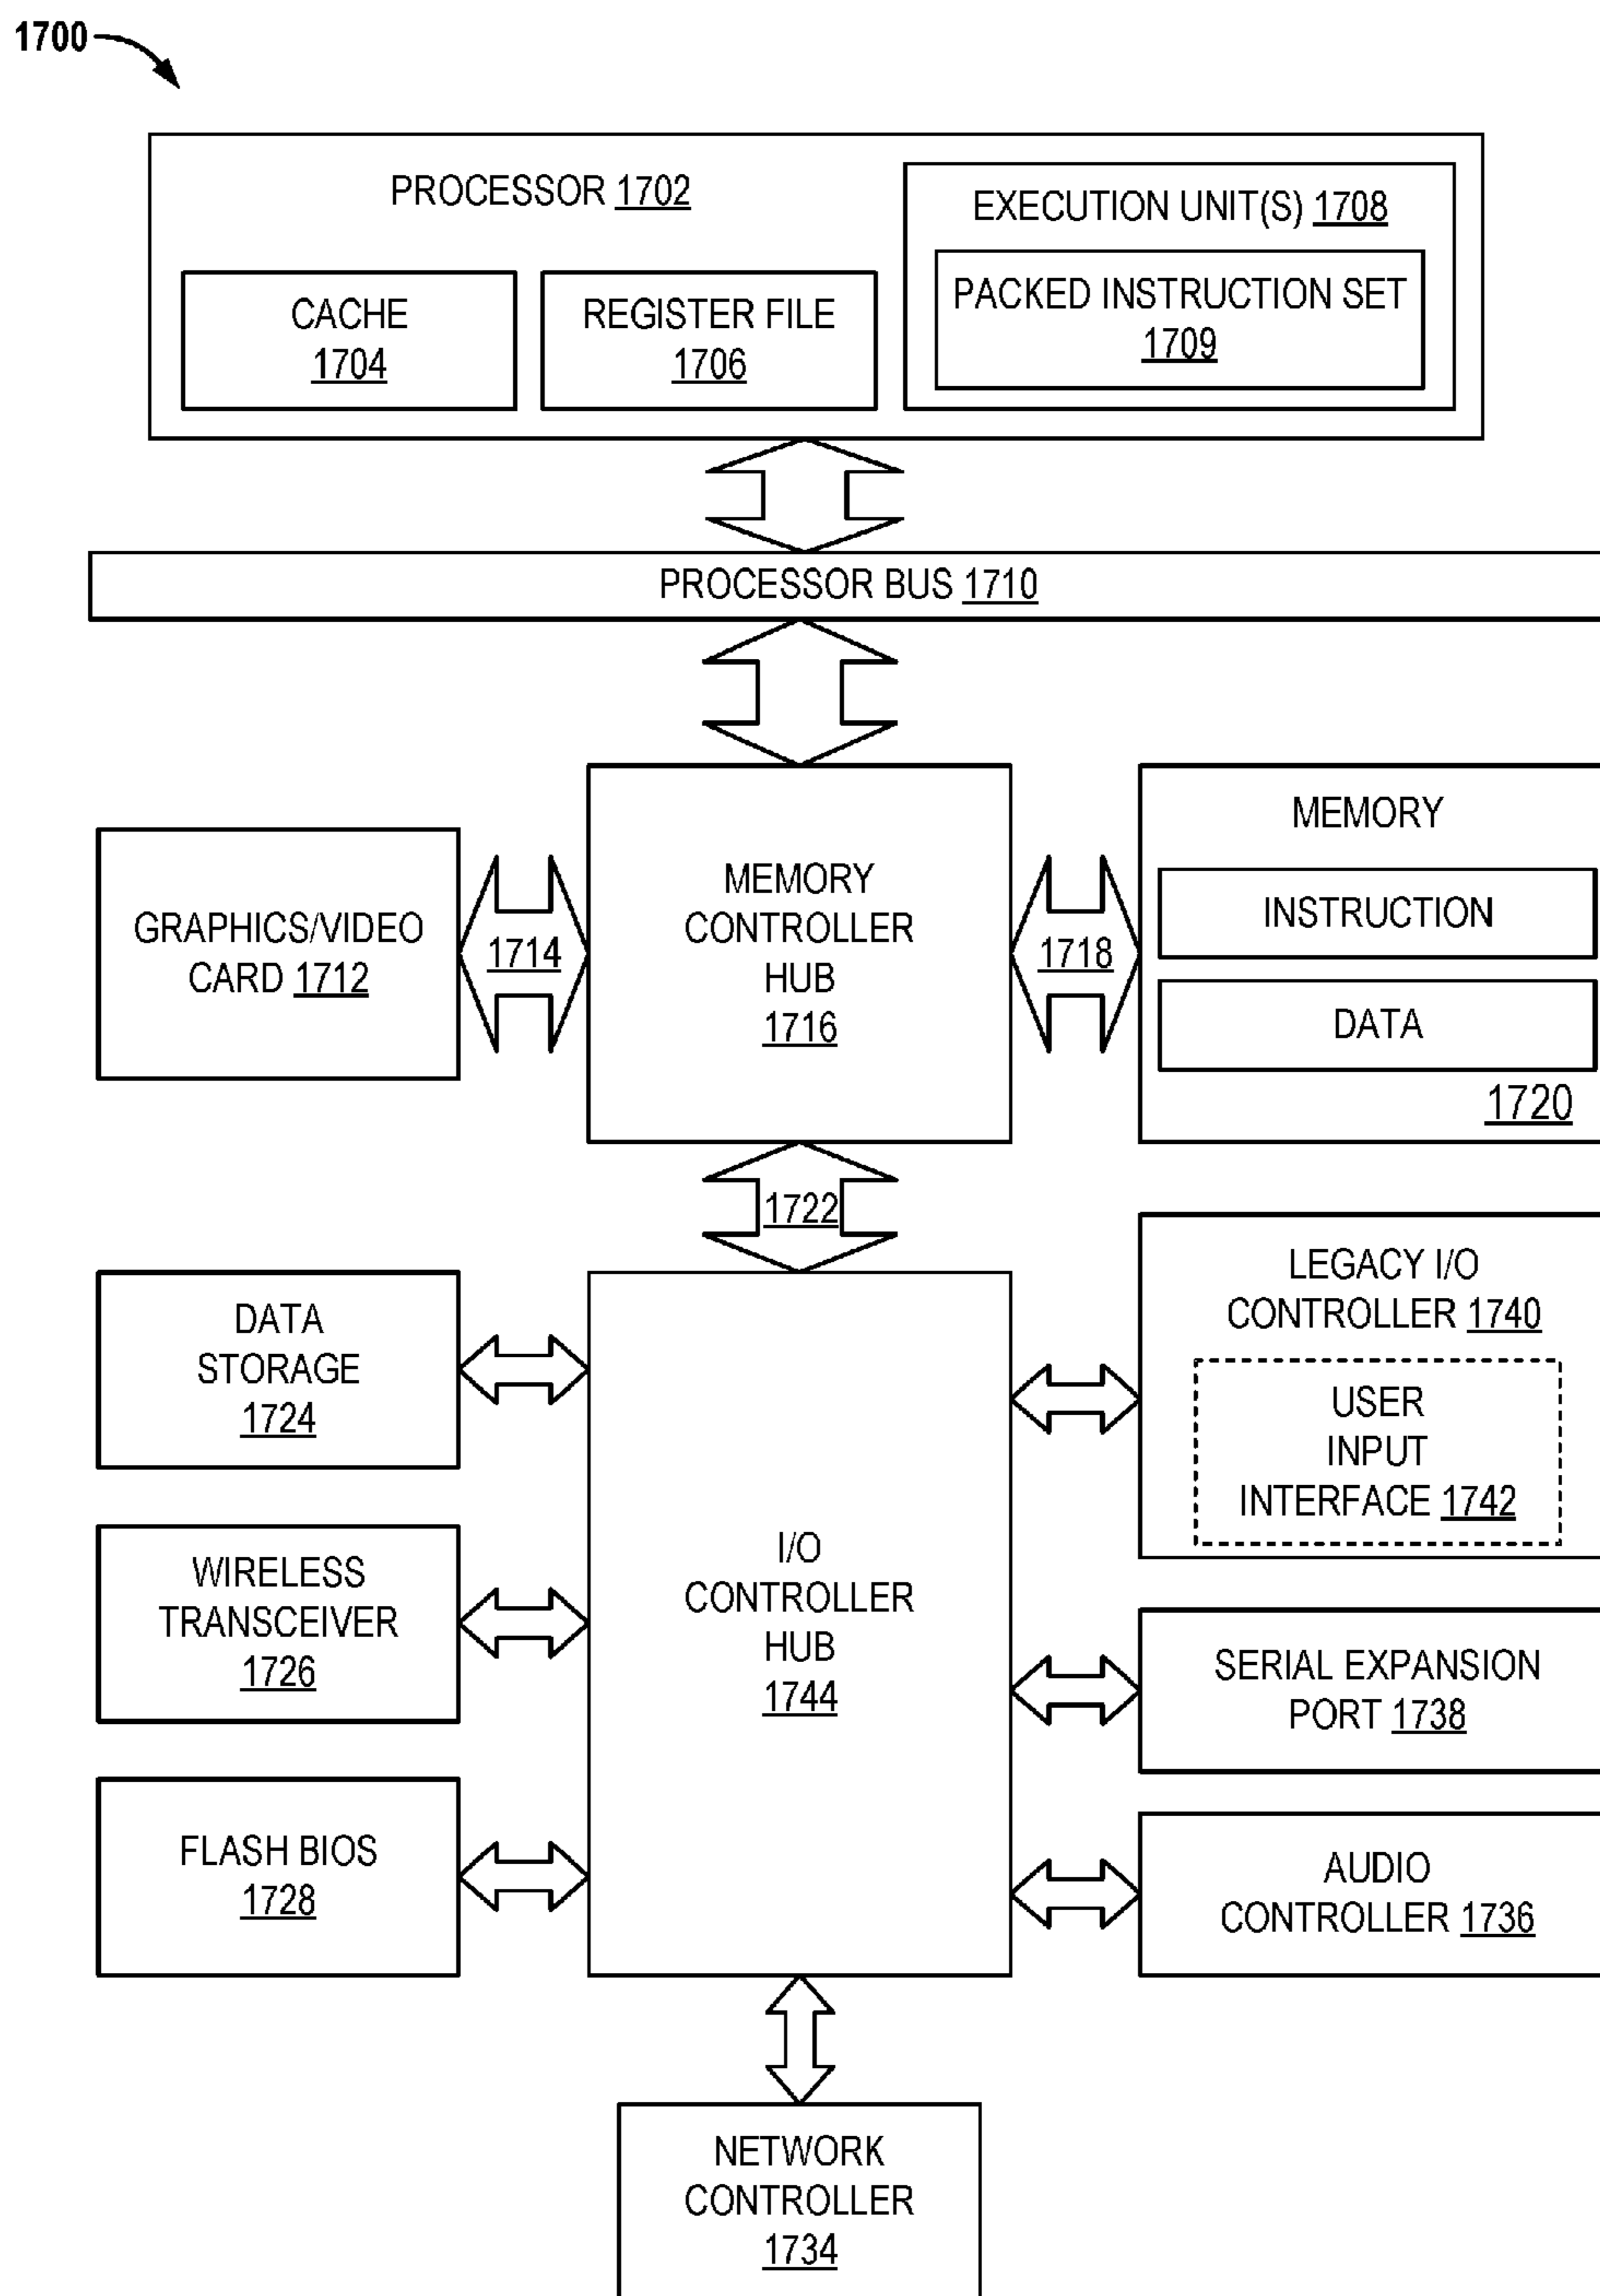 1700
PROCESSOR 1702
EXECUTION UNIT(S) 1708
PACKED INSTRUCTION SET
1709
CACHE
1704
REGISTER FILE
1706
PROCESSOR BUS 1710
GRAPHICS/VIDEO
CARD 1712
1714
MEMORY
CONTROLLER
HUB
1716
1718
MEMORY
INSTRUCTION
DATA
1720
1722
DATA
STORAGE
1724
WIRELESS
TRANSCEIVER
1726
FLASH BIOS
1728
I/O
CONTROLLER
HUB
1744
LEGACY I/O
CONTROLLER 1740
USER
INPUT
INTERFACE 1742
SERIAL EXPANSION
PORT 1738
AUDIO
CONTROLLER 1736
NETWORK
CONTROLLER
1734